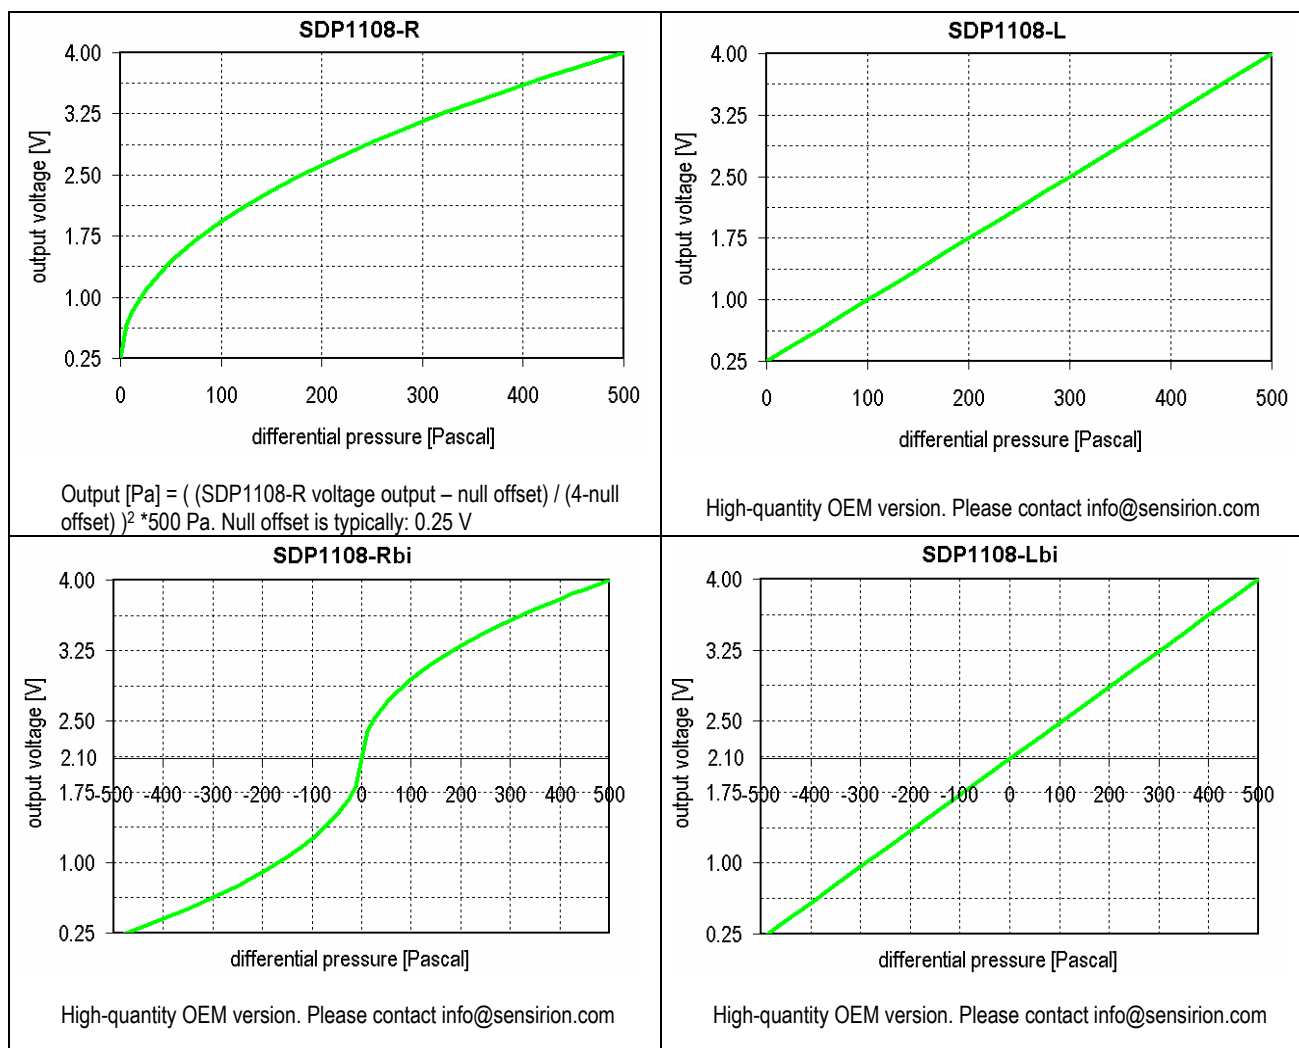 SDP1108-R
4.00
3.25
2.50
1.75
1.00
0.25
output voltage [V]
0 100 200 300 400 500
differential pressure [Pascal]
Output [Pa] = ( (SDP1108-R voltage output – null offset) / (4-null
offset) )² *500 Pa. Null offset is typically: 0.25 V
SDP1108-L
4.00
3.25
2.50
1.75
1.00
0.25
output voltage [V]
0 100 200 300 400 500
differential pressure [Pascal]
High-quantity OEM version. Please contact info@sensirion.com
SDP1108-Rbi
4.00
3.25
2.50
2.10
1.75
1.00
0.25
output voltage [V]
-500 -400 -300 -200 -100 0 100 200 300 400 500
differential pressure [Pascal]
High-quantity OEM version. Please contact info@sensirion.com
SDP1108-Lbi
4.00
3.25
2.50
2.10
1.75
1.00
0.25
output voltage [V]
-500 -400 -300 -200 -100 0 100 200 300 400 500
differential pressure [Pascal]
High-quantity OEM version. Please contact info@sensirion.com